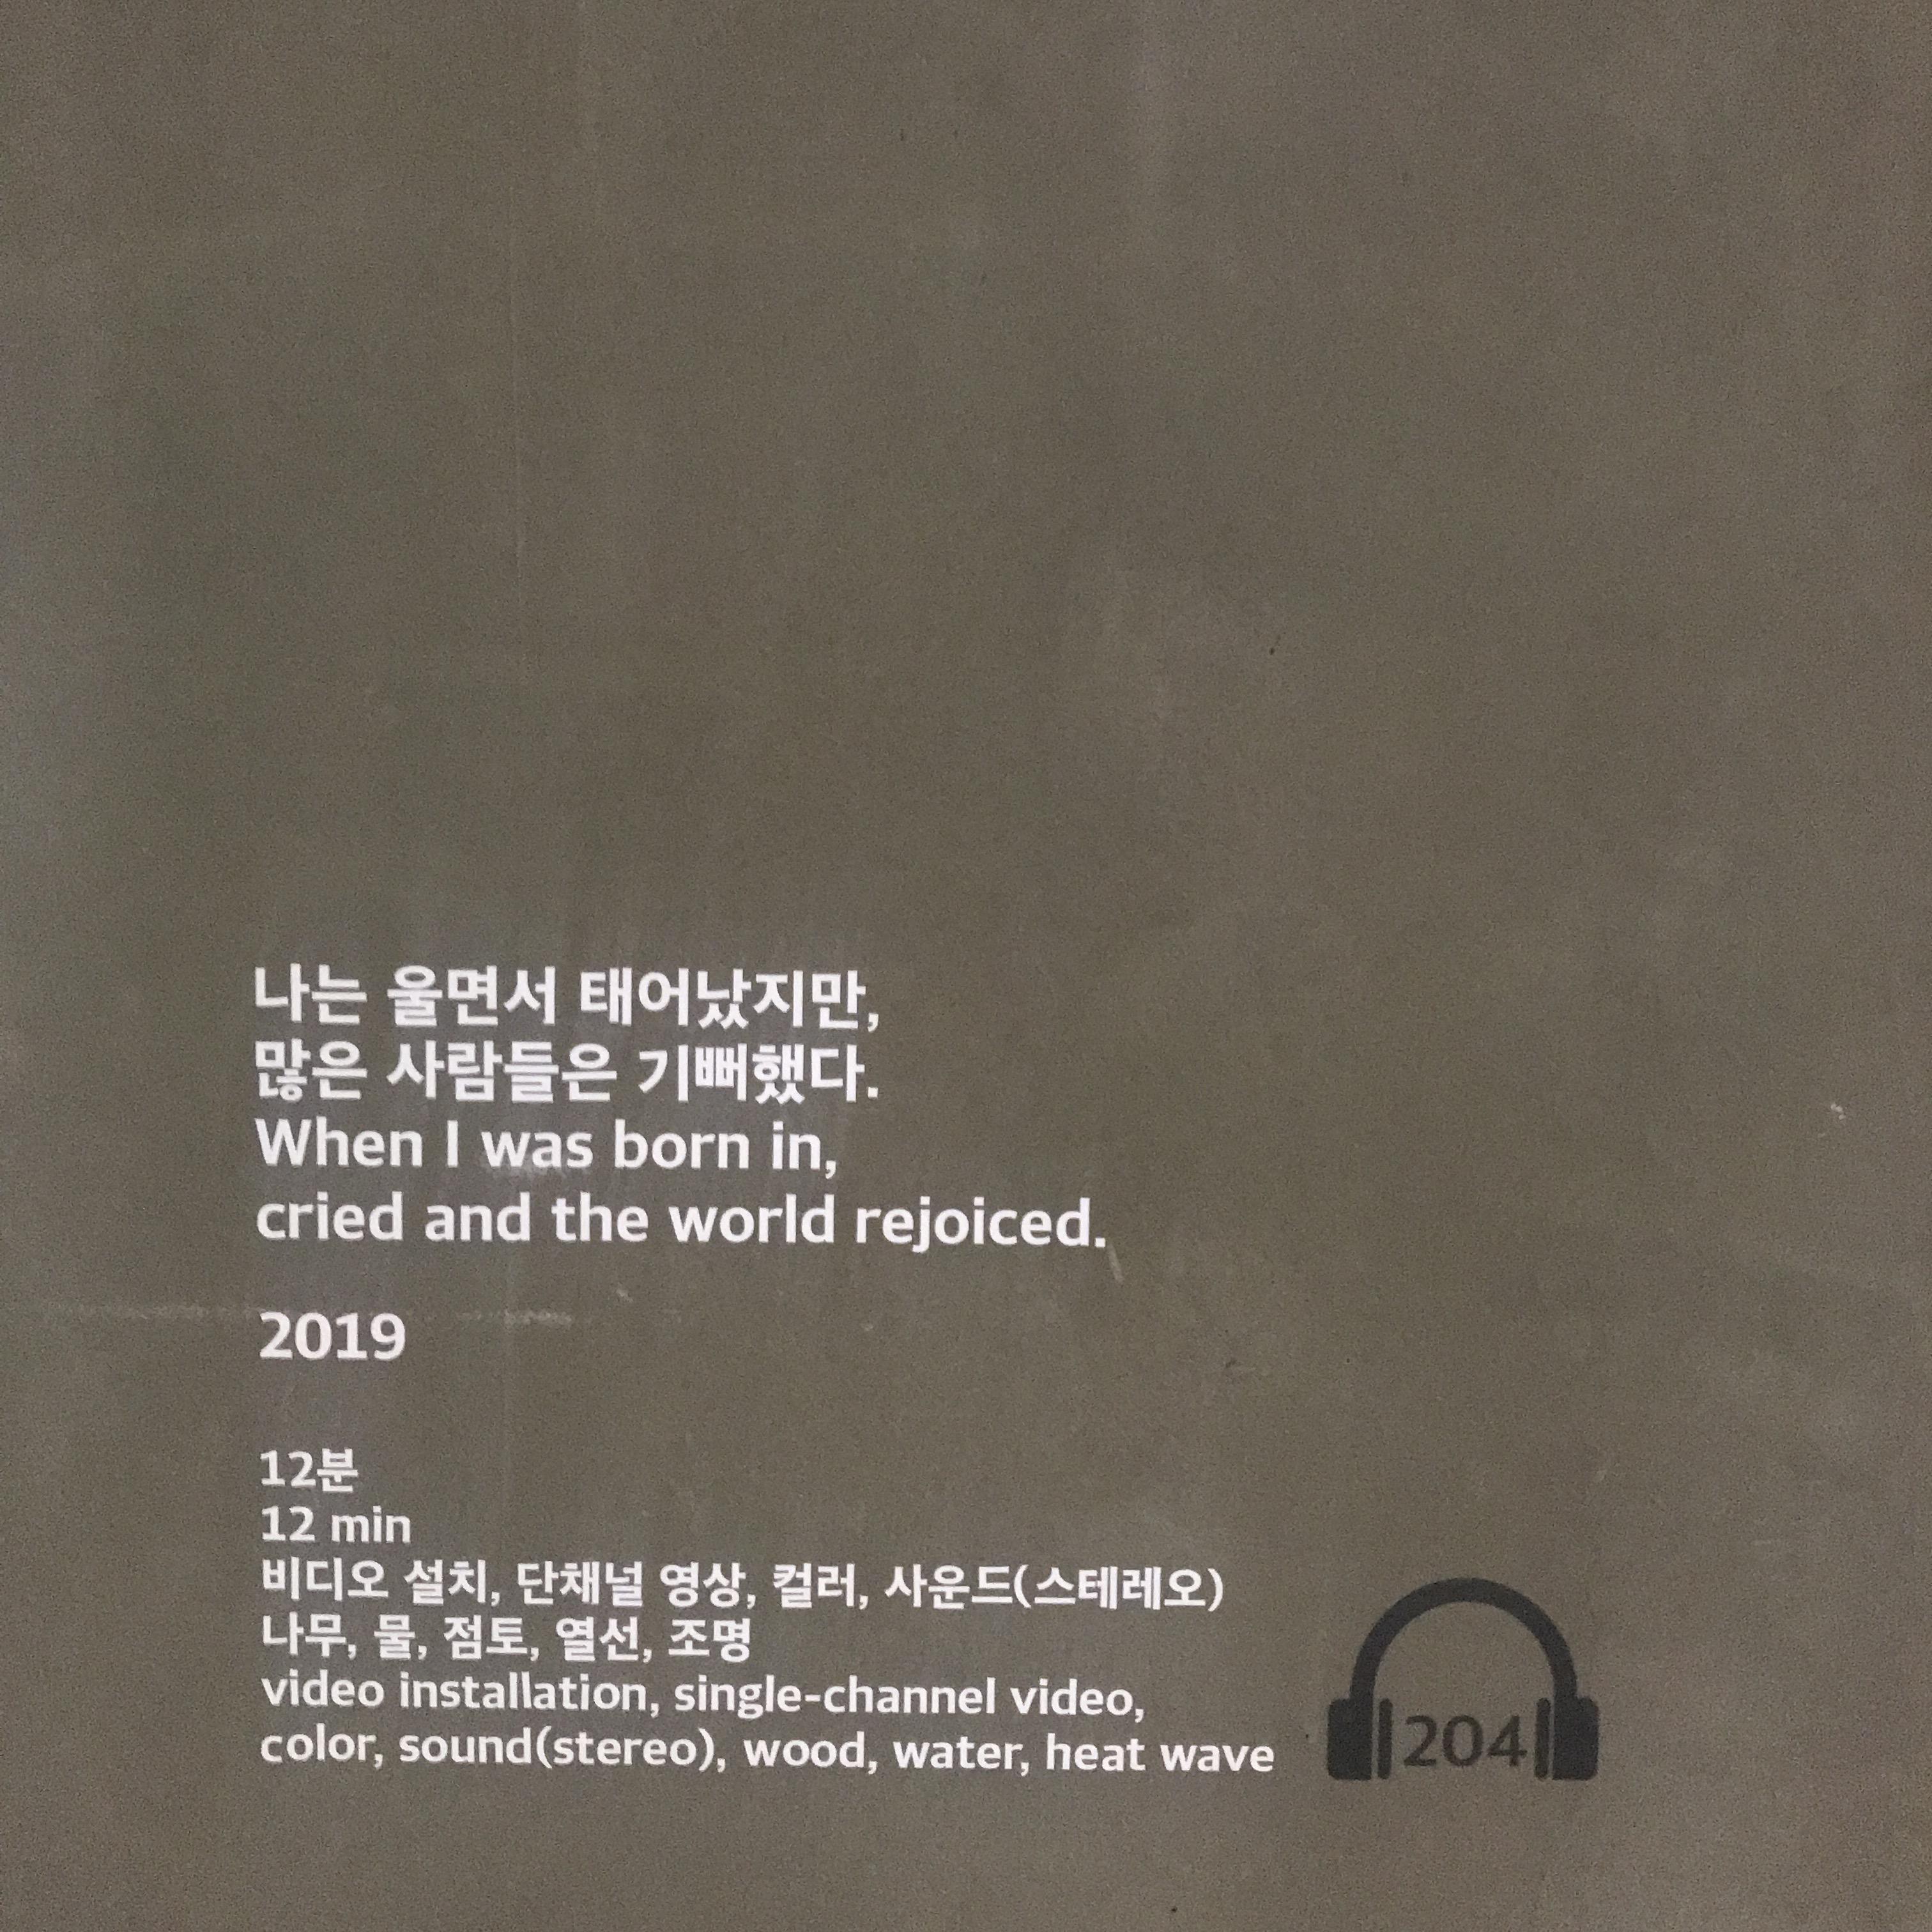 나는 울면서 태어났지만,
많은 사람들은 기뻐했다.
When I was born in,
cried and the world rejoiced.
2019
12분
12 min
비디오 설치, 단채널 영상, 컬러, 사운드(스테레오)
나무, 물, 점토, 열선, 조명
video installation, single-channel video,
color, sound(stereo), wood, water, heat wave
204